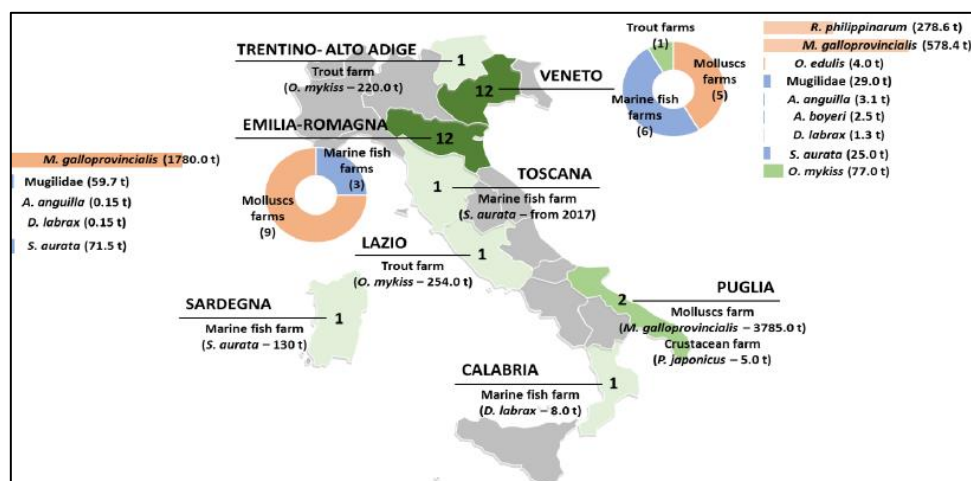 TRENTINO- ALTO ADIGE
1
Trout farm
(O. mykiss – 220.0 t)
VENETO
12
Trout farms
(1)
Molluscs
farms
(5)
Marine fish
farms
(6)
R. philippinarum (278.6 t)
M. galloprovincialis (578.4 t)
O. edulis (4.0 t)
Mugilidae (29.0 t)
A. anguilla (3.1 t)
A. boyeri (2.5 t)
D. labrax (1.3 t)
S. aurata (25.0 t)
O. mykiss (77.0 t)
EMILIA-ROMAGNA
12
M. galloprovincialis (1780.0 t)
Mugilidae (59.7 t)
A. anguilla (0.15 t)
D. labrax (0.15 t)
S. aurata (71.5 t)
Marine fish
farms
(3)
Molluscs
farms
(9)
TOSCANA
1
Marine fish farm
(S. aurata – from 2017)
LAZIO
1
Trout farm
(O. mykiss – 254.0 t)
SARDEGNA
1
Marine fish farm
(S. aurata – 130 t)
PUGLIA
2
Molluscs farm
(M. galloprovincialis – 3785.0 t)
Crustacean farm
(P. japonicus – 5.0 t)
CALABRIA
1
Marine fish farm
(D. labrax – 8.0 t)